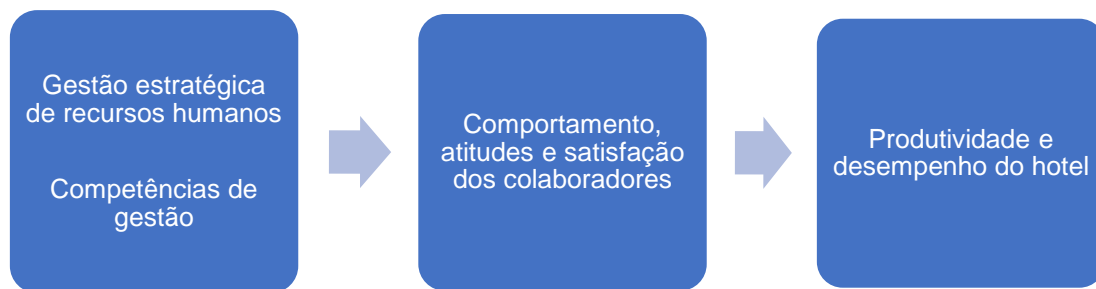 Gestão estratégica
de recursos humanos
Competências de
gestão
Comportamento,
atitudes e satisfação
dos colaboradores
Produtividade e
desempenho do hotel